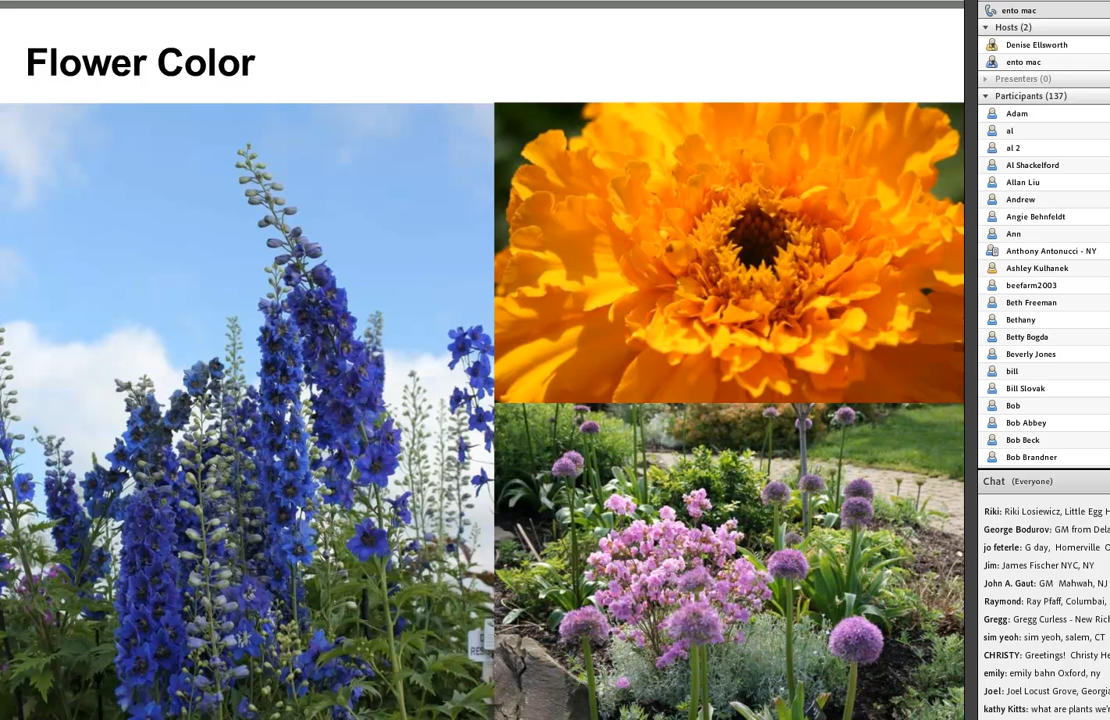 Flower Color
ento mac
Hosts (2)
Denise Ellsworth
ento mac
Presenters (0)
Participants (137)
Adam
al
al 2
Al Shackelford
Allan Liu
Andrew
Angie Behnfeldt
Ann
Anthony Antonucci - NY
Ashley Kulhanek
beefarm2003
Beth Freeman
Bethany
Betty Bogda
Beverly Jones
bill
Bill Slovak
Bob
Bob Abbey
Bob Beck
Bob Brandner
Chat (Everyone)
Riki: Riki Losiewicz, Little Egg H
George Bodurov: GM from Dela
jo feterle: G day, Homerville O
Jim: James Fischer NYC, NY
John A. Gaut: GM Mahwah, NJ
Raymond: Ray Pfaff, Columbai,
Gregg: Gregg Curless - New Rich
sim yeoh: sim yeoh, salem, CT
CHRISTY: Greetings! Christy He
emily: emily bahn Oxford, ny
Joel: Joel Locust Grove, Georgia
kathy Kitts: what are plants we'r